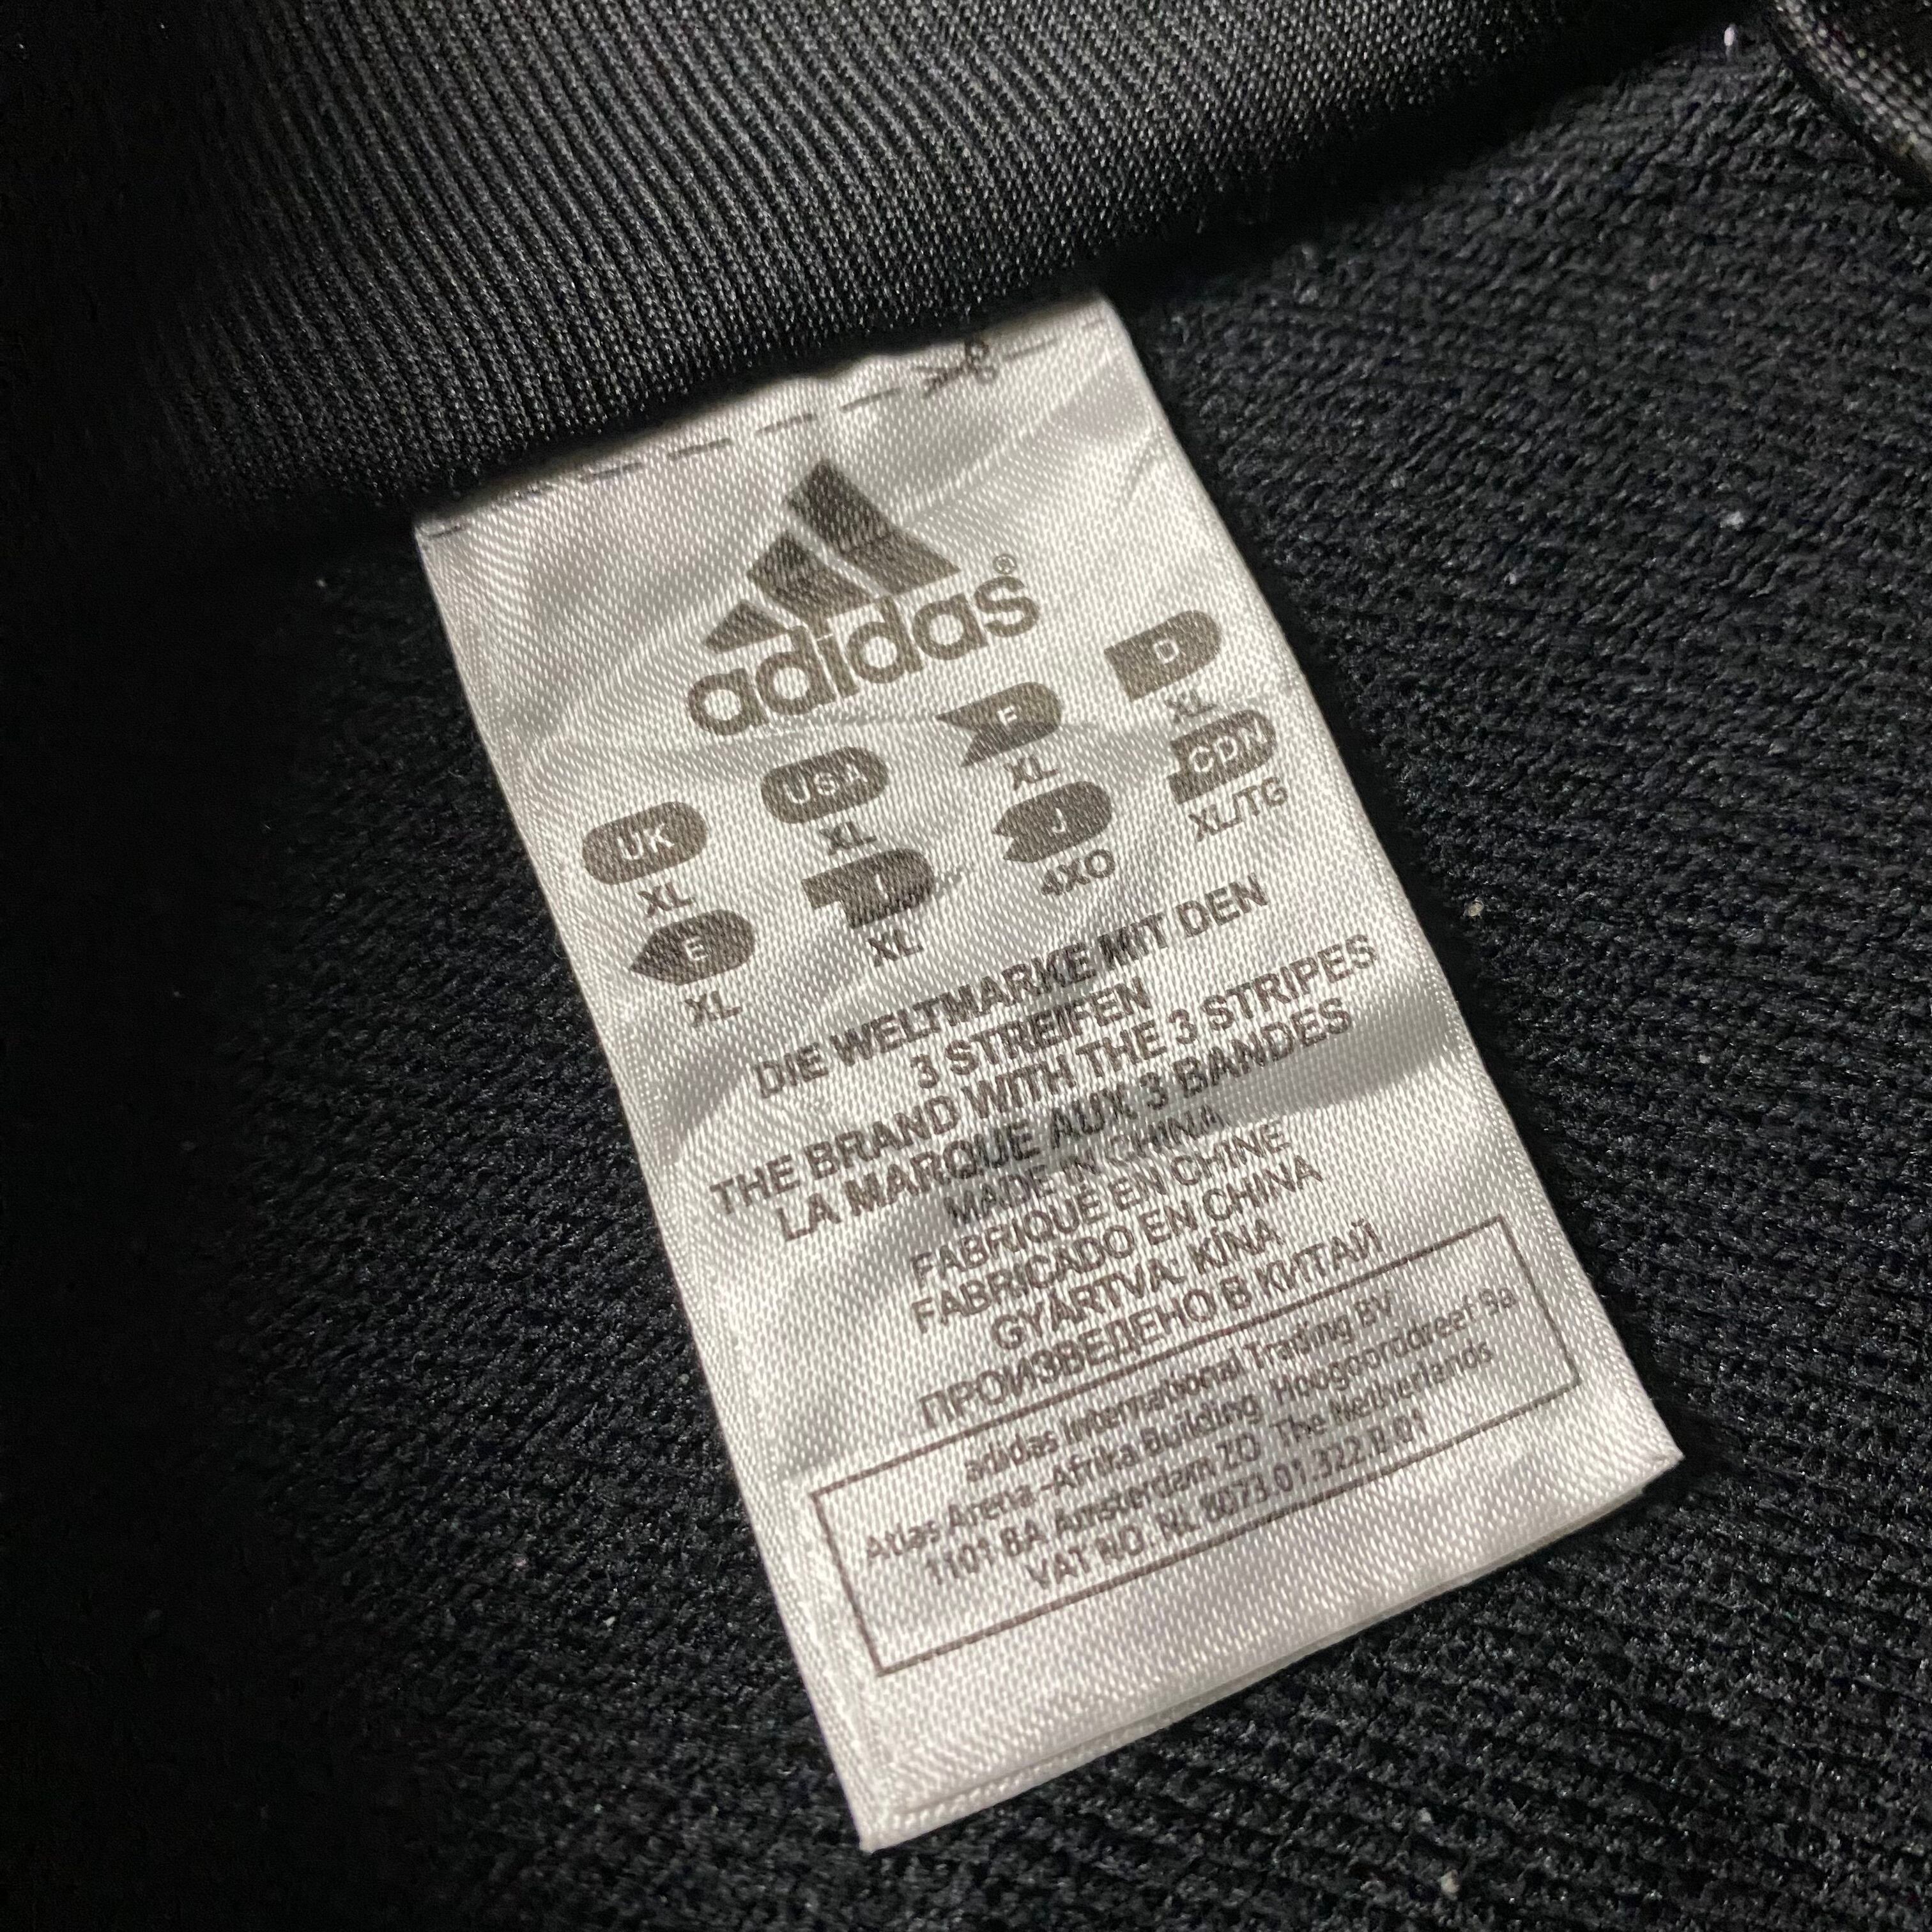 adidas®
UK USA F D
XL XL XL XL
E I J CDN
XL XL 4XO XL/TG
DIE WELTMARKE MIT DEN
3 STREIFEN
THE BRAND WITH THE 3 STRIPES
LA MARQUE AUX 3 BANDES
MADE IN CHINA
FABRIQUÉ EN CHINE
FABRICADO EN CHINA
GYÁRTVA. KÍNA
ПРОИЗВЕДЕНО В КИТАЙ
adidas International Trading BV
Atlas Arena-Afrika Building Hoogoorddreef 9a
1101 BA Amsterdam ZO The Netherlands
VAT NO: NL 8023.01.322.B.01